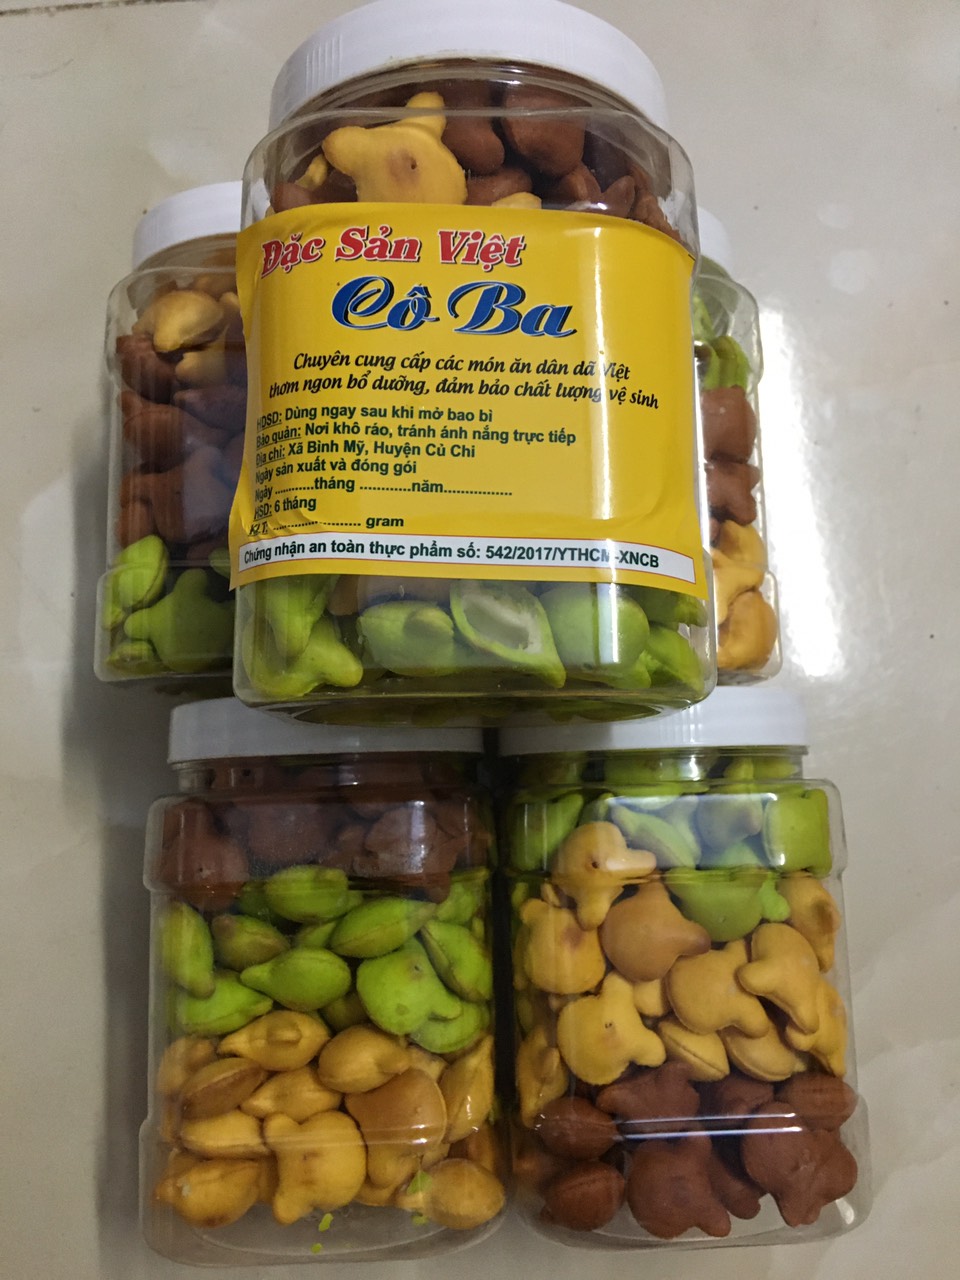 Đặc Sản Việt
Cô Ba
Chuyên cung cấp các món ăn dân dã Việt
thơm ngon bổ dưỡng, đảm bảo chất lượng vệ sinh
HDSD: Dùng ngay sau khi mở bao bì
Bảo quản: Nơi khô ráo, tránh ánh nắng trực tiếp
Địa chỉ: Xã Bình Mỹ, Huyện Củ Chi
Ngày sản xuất và đóng gói
Ngày ............tháng ............năm................
HSD: 6 tháng
KLT: ...................... gram
Chứng nhận an toàn thực phẩm số: 542/2017/YTHCM-XNCB